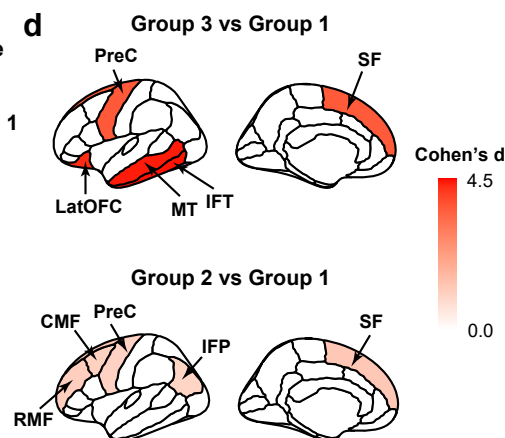 d
Group 3 vs Group 1
e
1
PreC
SF
LatOFC
MT
IFT
Cohen's d
4.5
0.0
Group 2 vs Group 1
CMF
PreC
IFP
RMF
SF